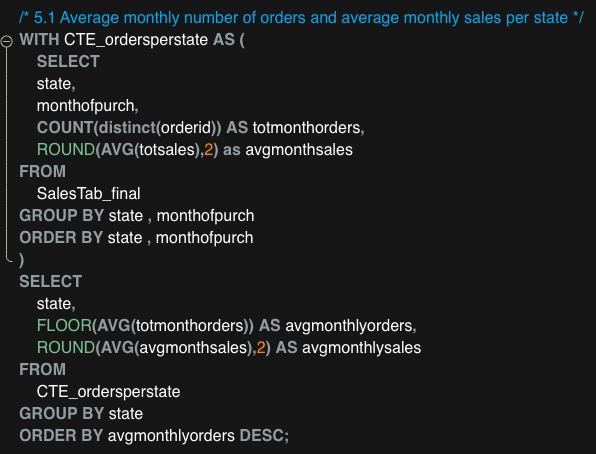 /* 5.1 Average monthly number of orders and average monthly sales per state */
WITH CTE_ordersperstate AS (
SELECT
state,
monthofpurch,
COUNT(distinct(orderid)) AS totmonthorders,
ROUND(AVG(totsales),2) as avgmonthsales
FROM
SalesTab_final
GROUP BY state , monthofpurch
ORDER BY state , monthofpurch
)
SELECT
state,
FLOOR(AVG(totmonthorders)) AS avgmonthlyorders,
ROUND(AVG(avgmonthsales),2) AS avgmonthlysales
FROM
CTE_ordersperstate
GROUP BY state
ORDER BY avgmonthlyorders DESC;